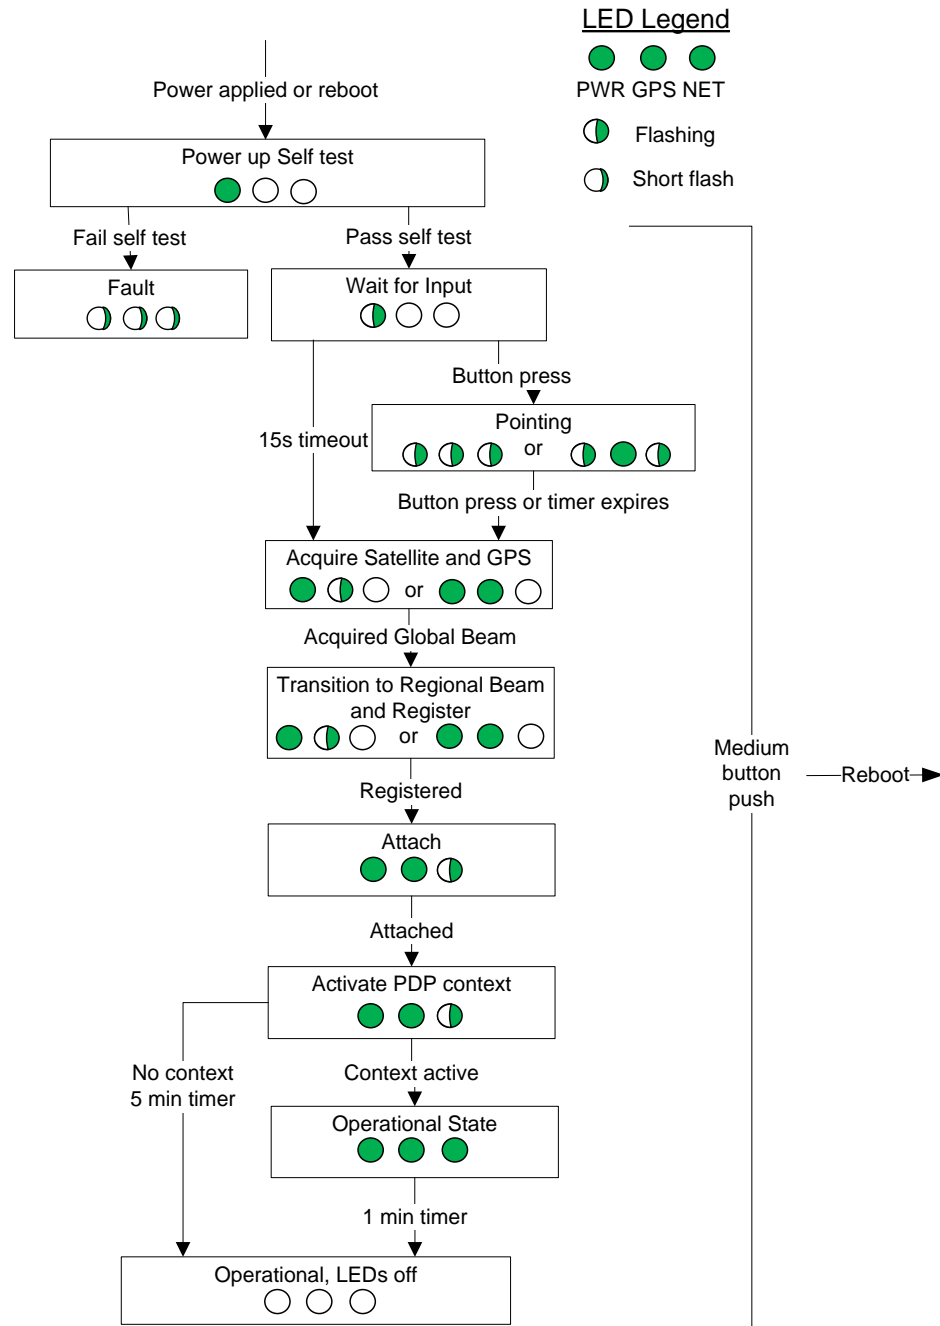 LED Legend
PWR GPS NET
Flashing
Short flash
Power applied or reboot
Power up Self test
Fail self test
Pass self test
Fault
Wait for Input
Button press
15s timeout
Pointing
or
Button press or timer expires
Acquire Satellite and GPS
or
Acquired Global Beam
Transition to Regional Beam
and Register
or
Registered
Attach
Attached
Activate PDP context
No context
5 min timer
Context active
Operational State
1 min timer
Operational, LEDs off
Medium
button
push
Reboot